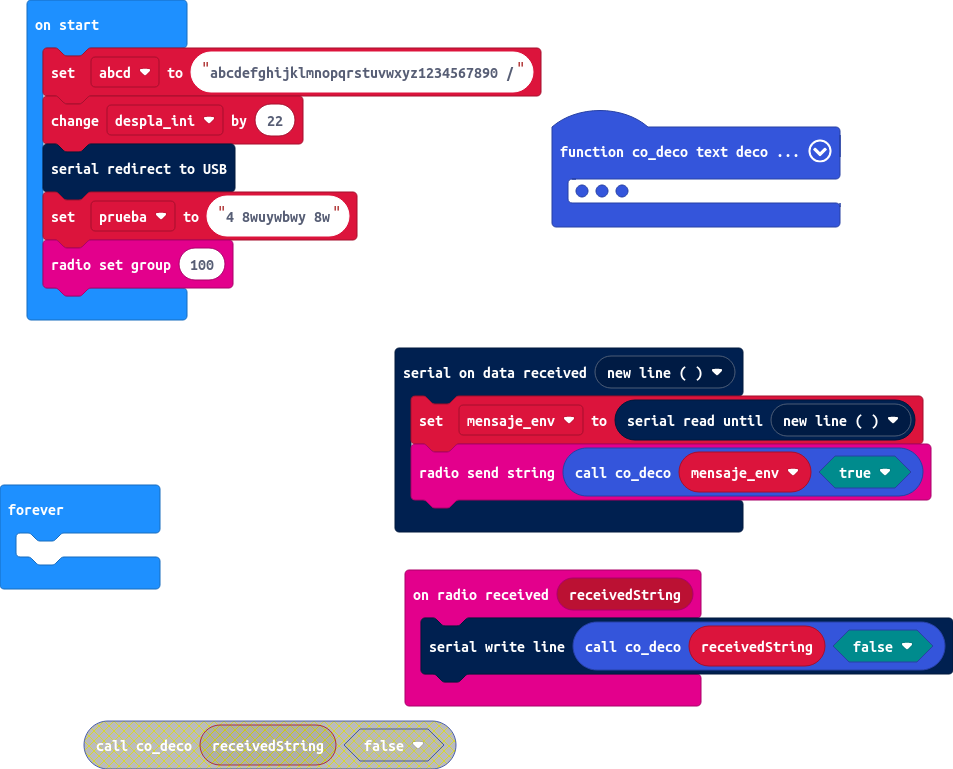 on start
set abcd to "abcdefghijklmnopqrstuvwxyz1234567890 /"
change despla_ini by 22
serial redirect to USB
set prueba to "4 8wuywbwy 8w"
radio set group 100
function co_deco text deco ...
serial on data received new line ( )
set mensaje_env to serial read until new line ( )
radio send string call co_deco mensaje_env true
forever
on radio received receivedString
serial write line call co_deco receivedString false
call co_deco receivedString false